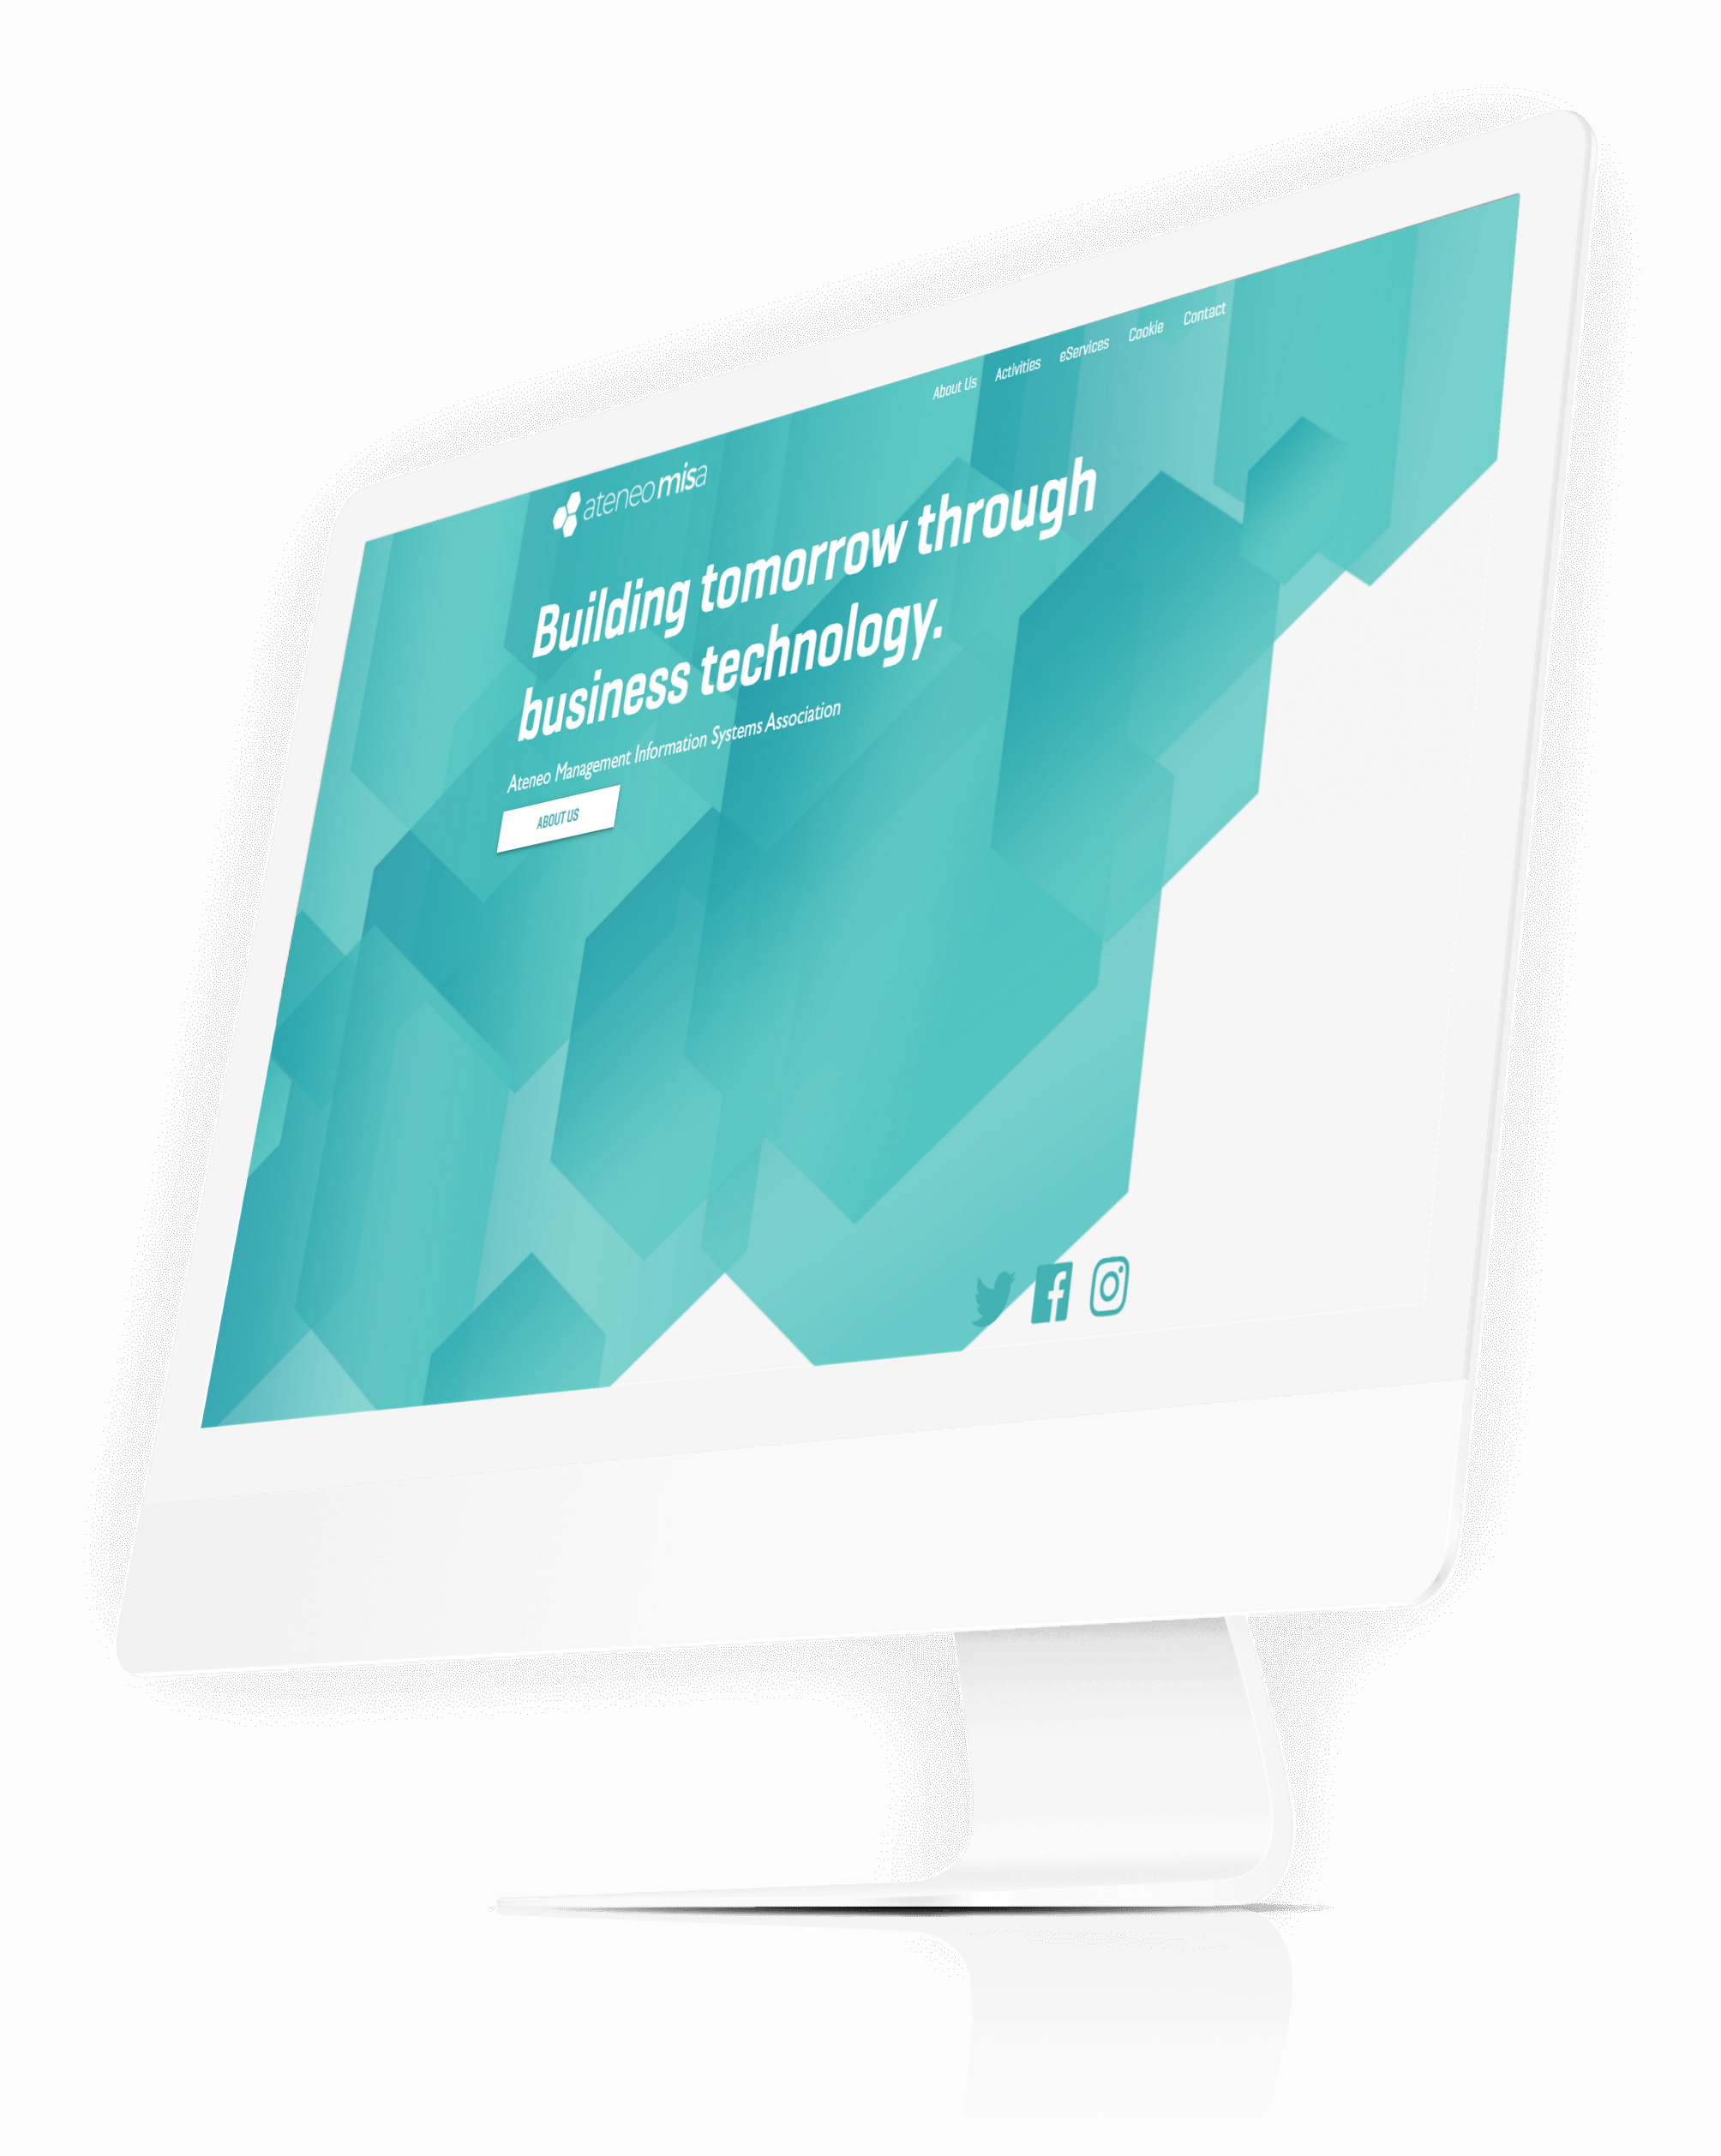 About Us Activities eServices Cookie Contact
ateneo misa
Building tomorrow through
business technology.
Ateneo Management Information Systems Association
ABOUT US